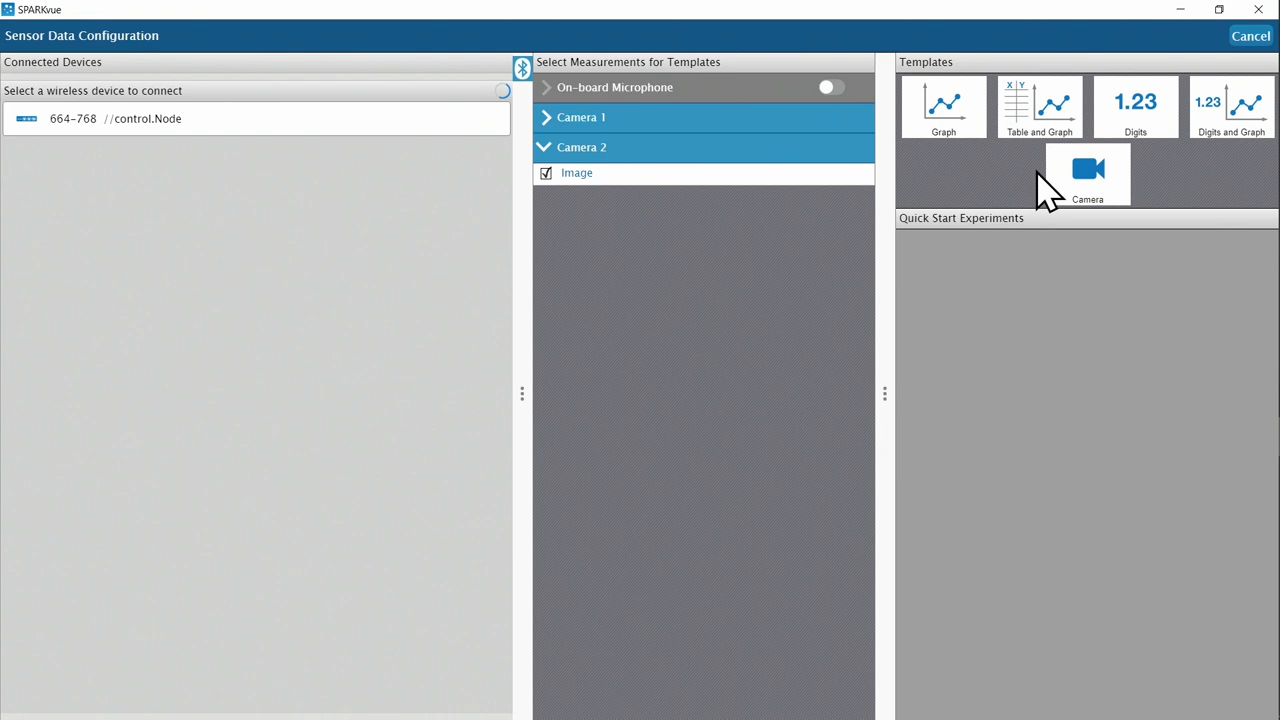 SPARKvue
Sensor Data Configuration
Cancel
Connected Devices
Select a wireless device to connect
664-768 //control.Node
Select Measurements for Templates
On-board Microphone
Camera 1
Camera 2
Image
Templates
Graph
X Y
Table and Graph
1.23
Digits
1.23
Digits and Graph
Camera
Quick Start Experiments